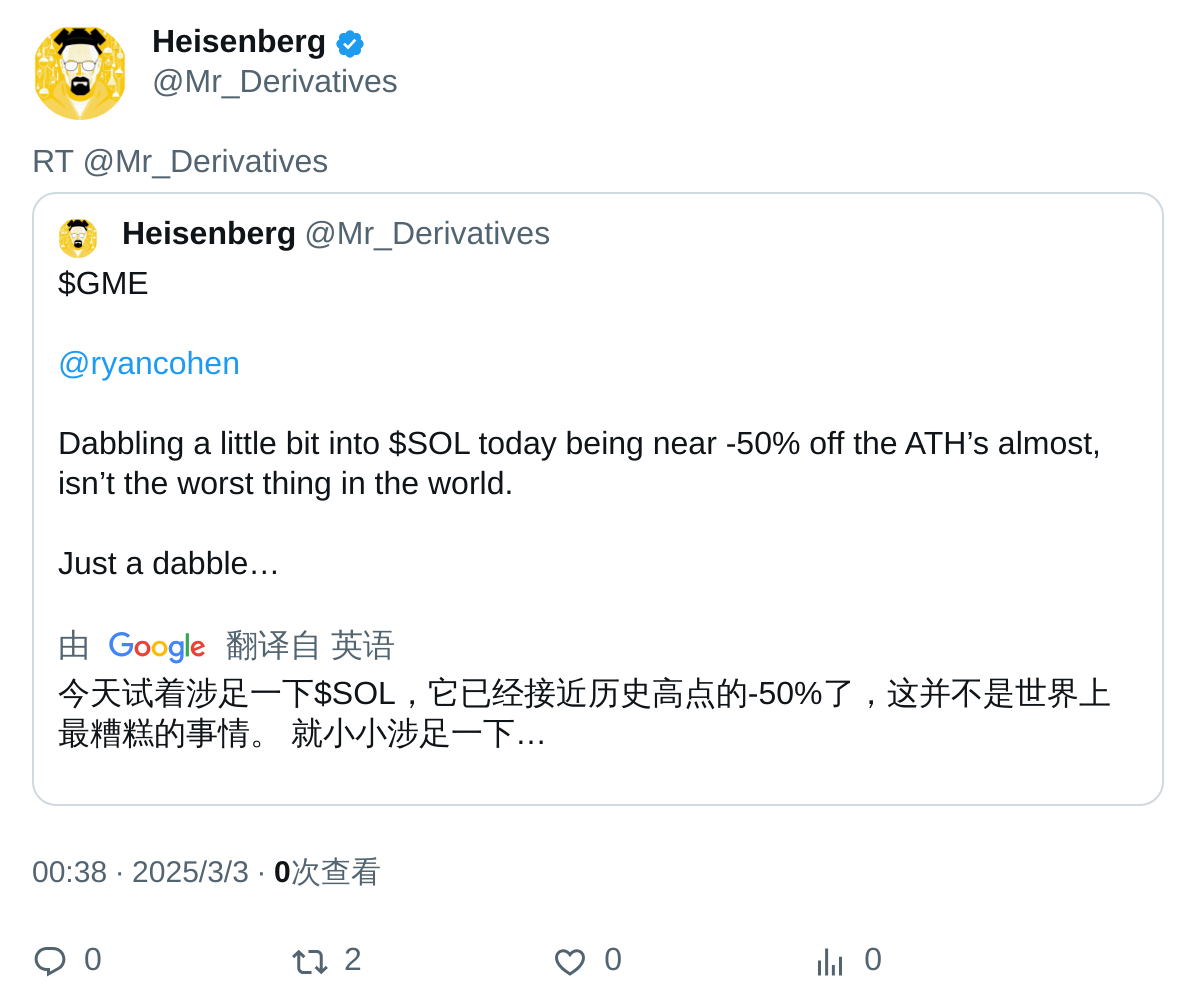 Heisenberg
@Mr_Derivatives
RT @Mr_Derivatives
Heisenberg @Mr_Derivatives
$GME
@ryancohen
Dabbling a little bit into $SOL today being near -50% off the ATH’s almost,
isn’t the worst thing in the world.
Just a dabble…
由 Google 翻译自 英语
今天试着涉足一下$SOL，它已经接近历史高点的-50%了，这并不是世界上
最糟糕的事情。 就小小涉足一下…
00:38 · 2025/3/3 · 0次查看
0 2 0 0